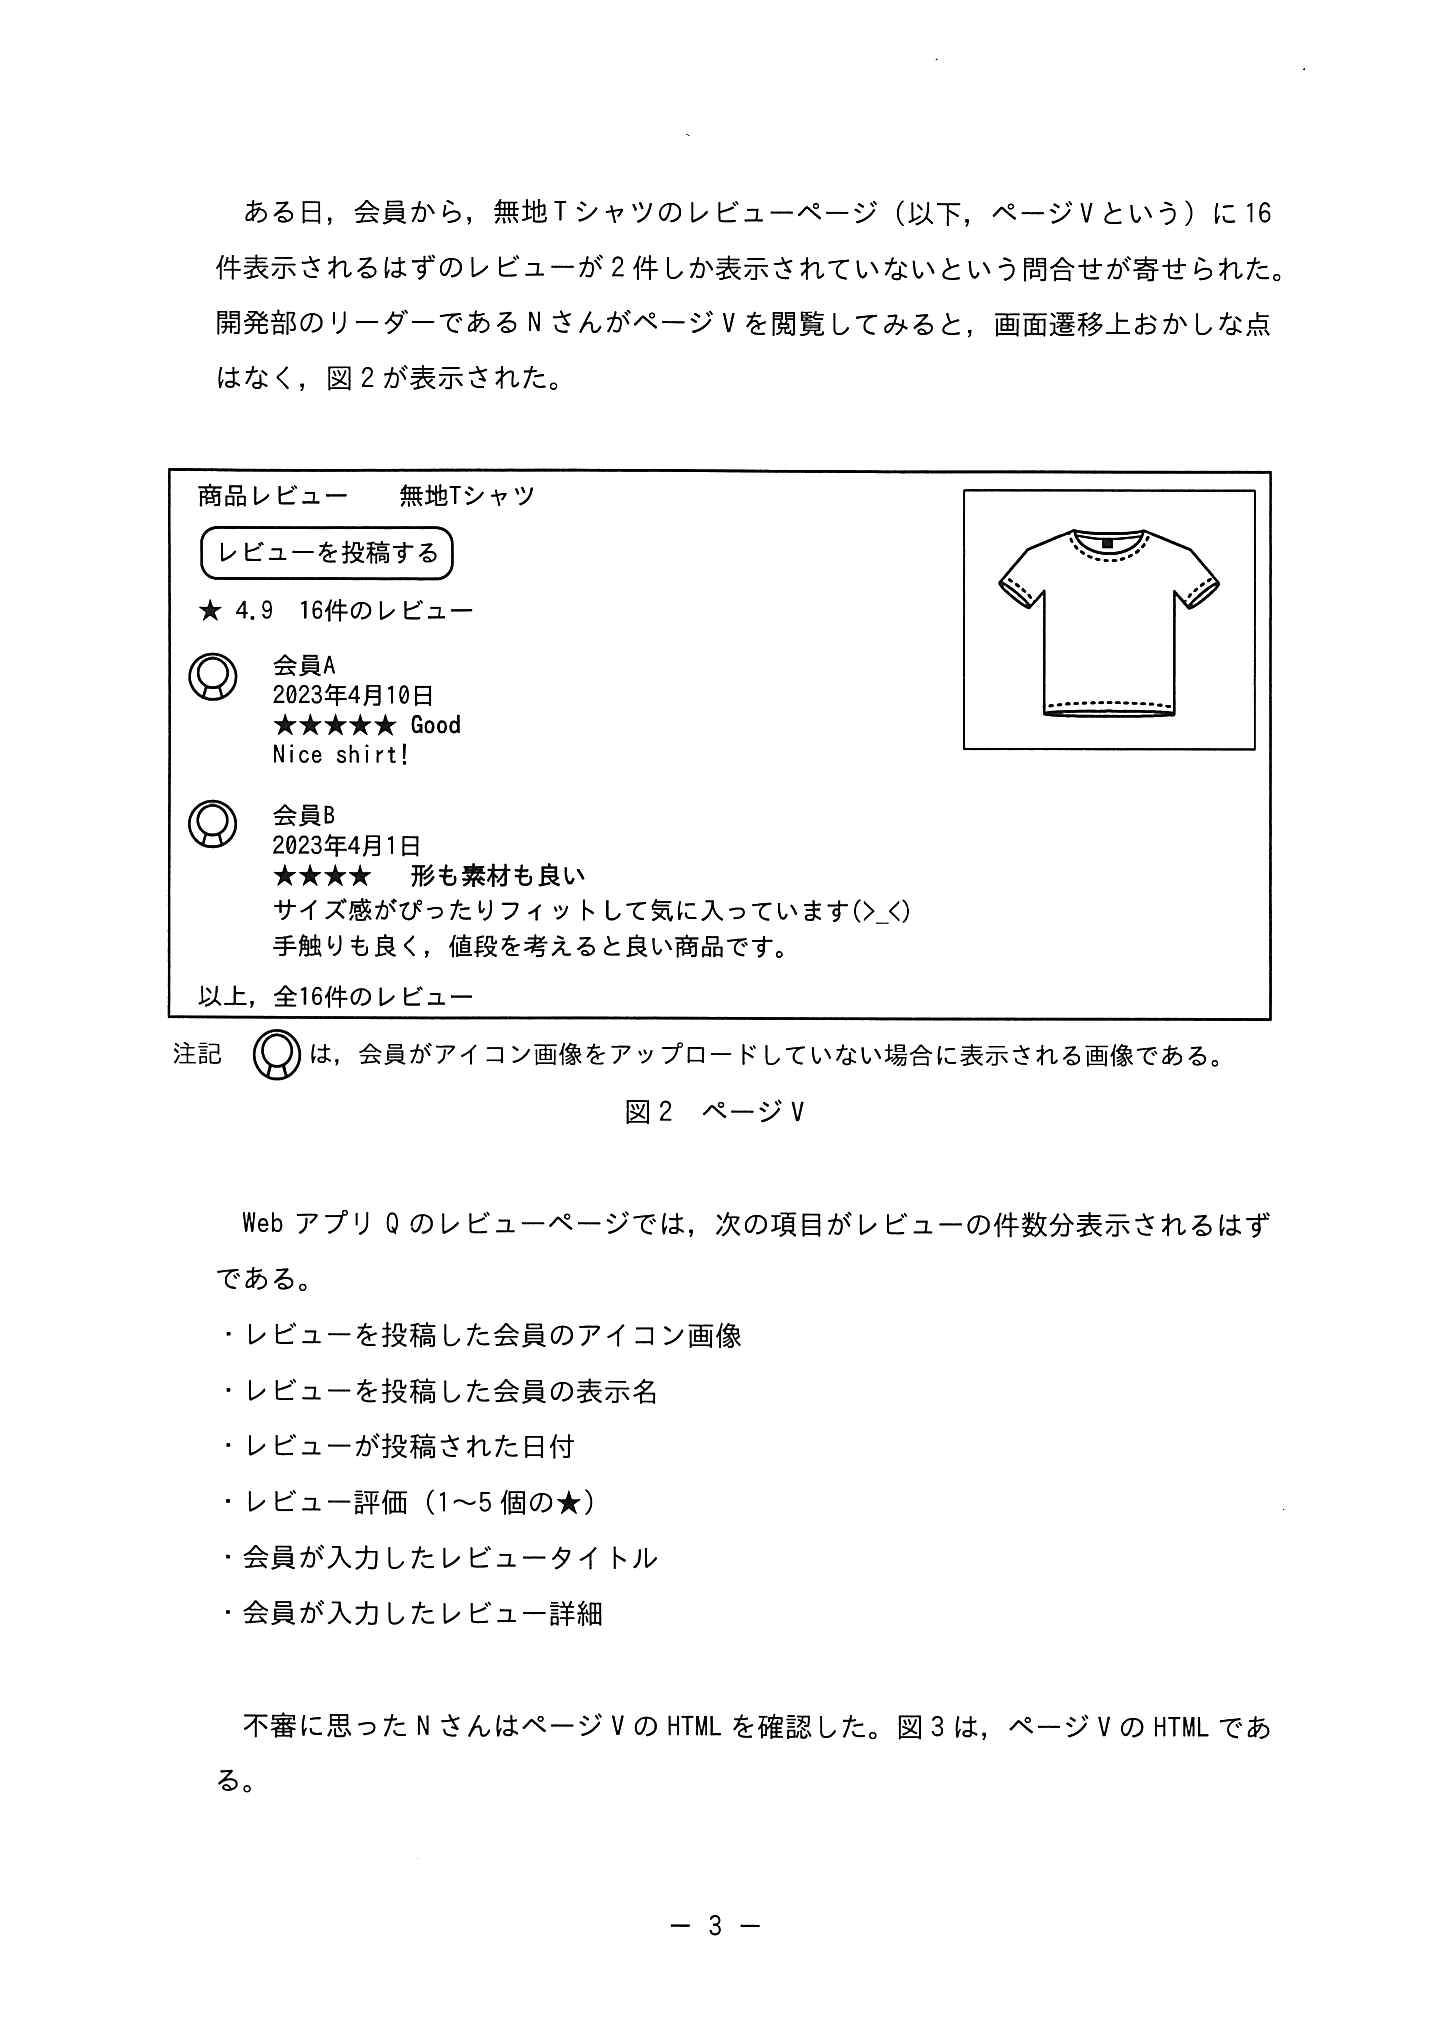 ある日，会員から，無地Tシャツのレビューページ（以下，ページVという）に16
件表示されるはずのレビューが2件しか表示されていないという問合せが寄せられた。
開発部のリーダーであるNさんがページVを閲覧してみると，画面遷移上おかしな点
はなく，図2が表示された。
商品レビュー　　無地Tシャツ
レビューを投稿する
★ 4.9　16件のレビュー
会員A
2023年4月10日
★★★★★ Good
Nice shirt!
会員B
2023年4月1日
★★★★　形も素材も良い
サイズ感がぴったりフィットして気に入っています(>_<)
手触りも良く，値段を考えると良い商品です。
以上，全16件のレビュー
注記　は，会員がアイコン画像をアップロードしていない場合に表示される画像である。
図2　ページV
Web アプリQのレビューページでは，次の項目がレビューの件数分表示されるはず
である。
・レビューを投稿した会員のアイコン画像
・レビューを投稿した会員の表示名
・レビューが投稿された日付
・レビュー評価（1～5個の★）
・会員が入力したレビュータイトル
・会員が入力したレビュー詳細
不審に思ったNさんはページVのHTMLを確認した。図3は，ページVのHTMLであ
る。
－ 3 －